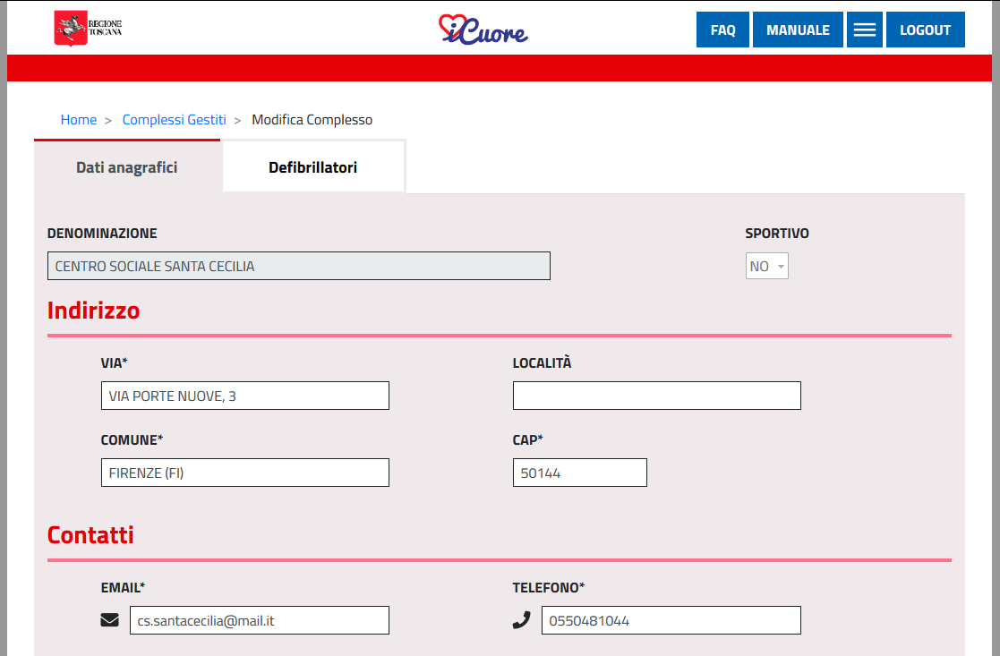 REGIONE
TOSCANA
iCuore
FAQ MANUALE LOGOUT
Home > Complessi Gestiti > Modifica Complesso
Dati anagrafici Defibrillatori
DENOMINAZIONE SPORTIVO
CENTRO SOCIALE SANTA CECILIA NO
Indirizzo
VIA* LOCALITÀ
VIA PORTE NUOVE, 3
COMUNE* CAP*
FIRENZE (FI) 50144
Contatti
EMAIL* TELEFONO*
cs.santacecilia@mail.it 0550481044